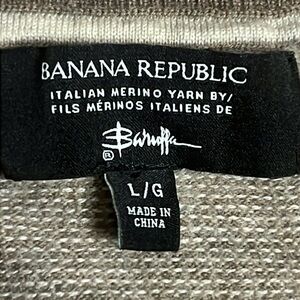 BANANA REPUBLIC
ITALIAN MERINO YARN BY/
FILS MÉRINOS ITALIENS DE
Baruffa
®
L/G
MADE IN
CHINA